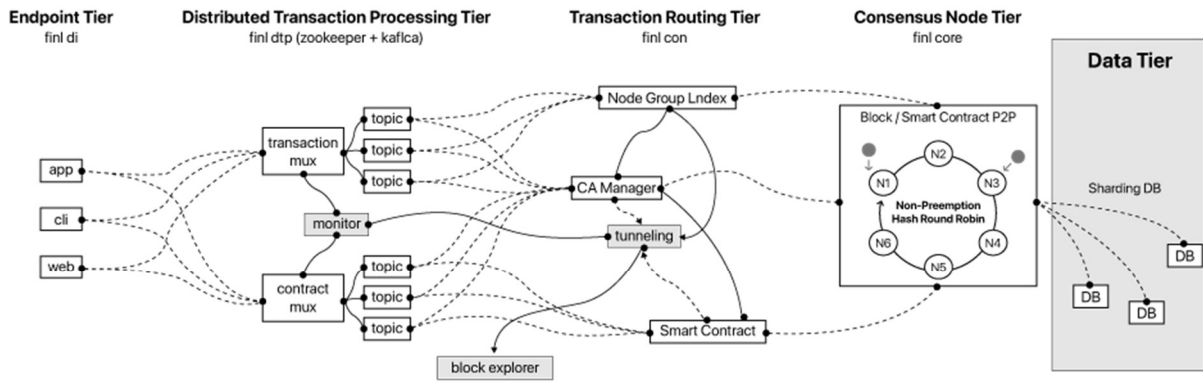 Endpoint Tier
finl di
Distributed Transaction Processing Tier
finl dtp (zookeeper + kaflca)
Transaction Routing Tier
finl con
Consensus Node Tier
finl core
Data Tier
app
cli
web
transaction
mux
monitor
contract
mux
topic
topic
topic
topic
topic
topic
Node Group Lndex
CA Manager
tunneling
Smart Contract
block explorer
Block / Smart Contract P2P
N1
N2
N3
N4
N5
N6
Non-Preemption
Hash Round Robin
Sharding DB
DB
DB
DB